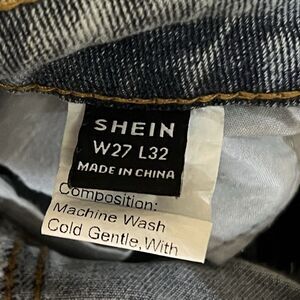 SHEIN
W27 L32
MADE IN CHINA
Composition:
Machine Wash
Cold Gentle,With